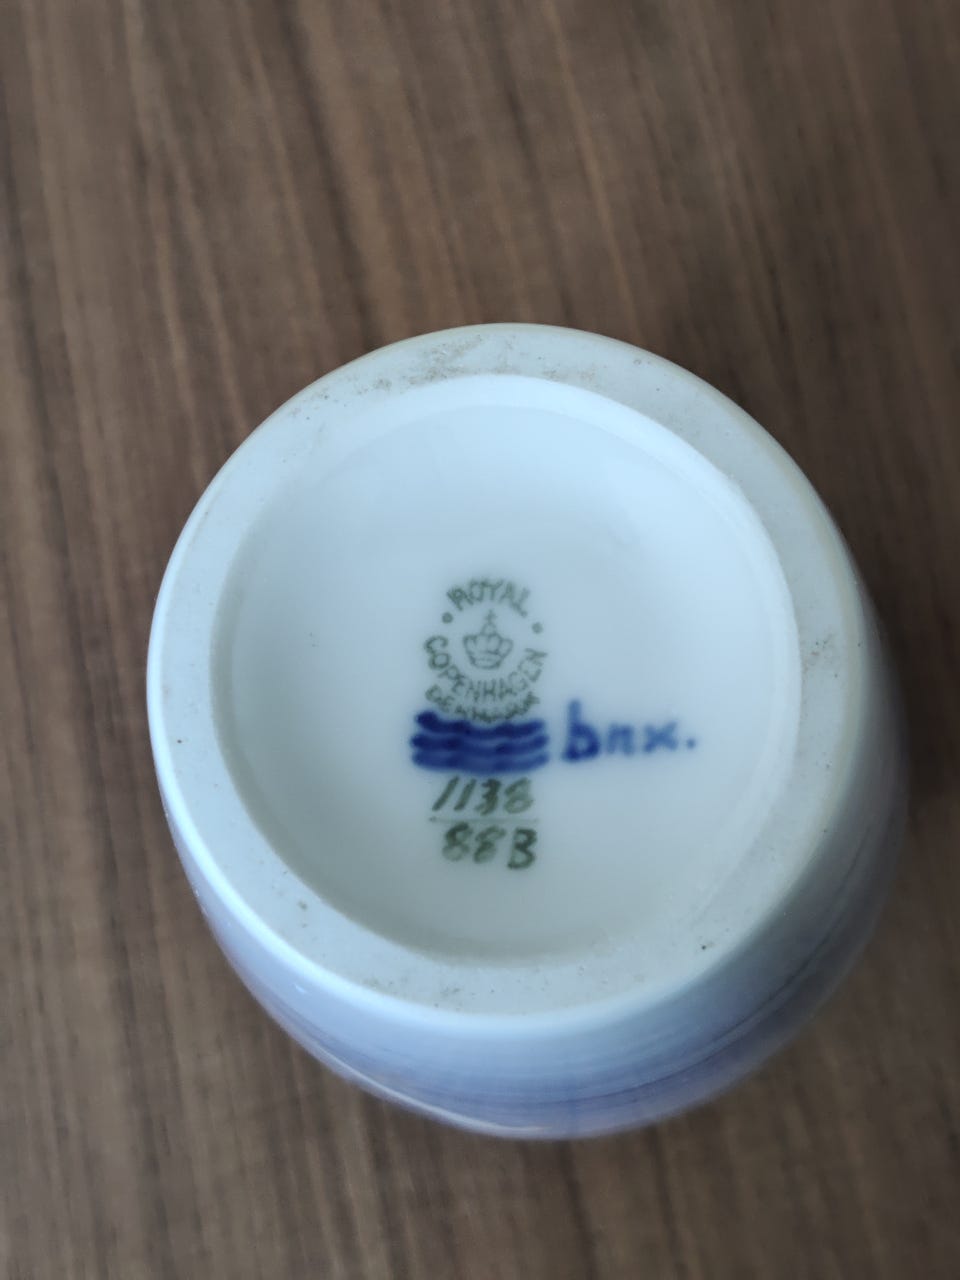 ROYAL
COPENHAGEN
DENMARK
bnx.
1138
88B